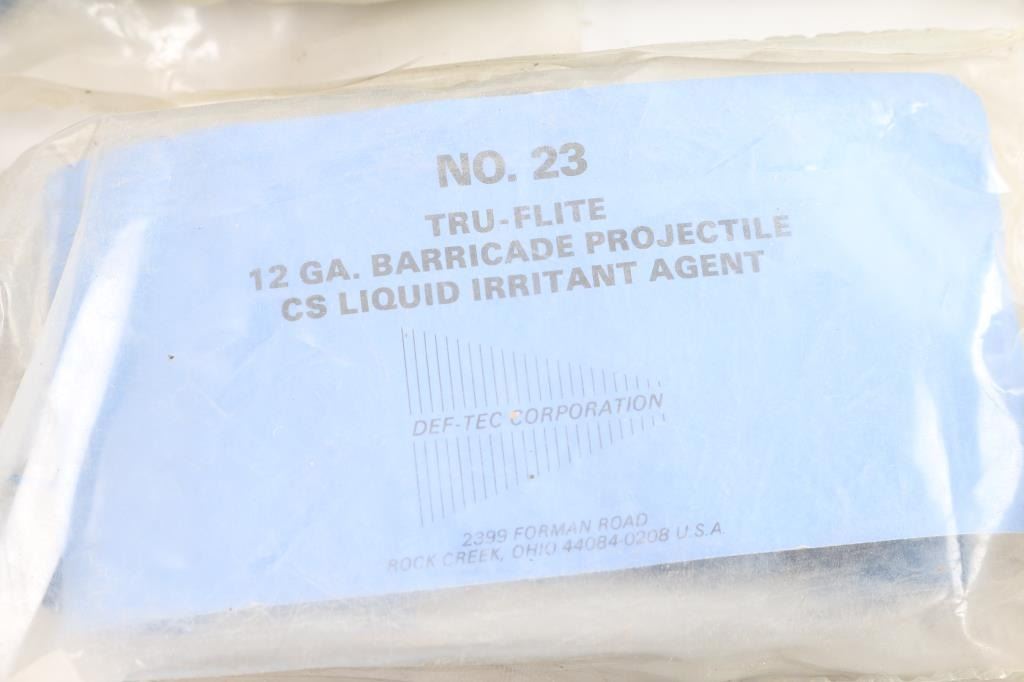 NO. 23
TRU-FLITE
12 GA. BARRICADE PROJECTILE
CS LIQUID IRRITANT AGENT
DEF-TEC CORPORATION
2399 FORMAN ROAD
ROCK CREEK, OHIO 44084-0208 U.S.A.